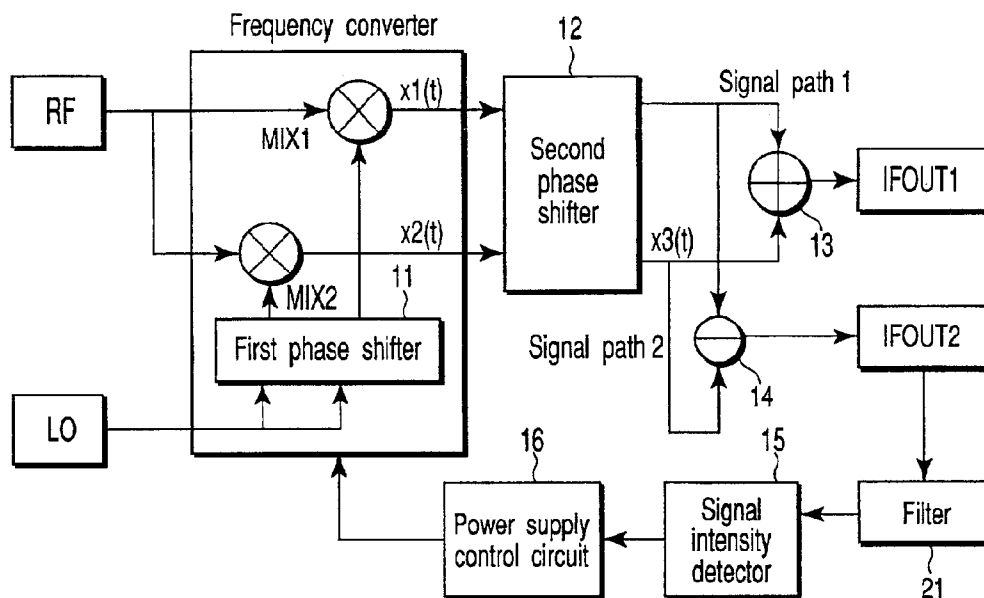 Frequency converter
12
RF
x1(t)
Signal path 1
MIX1
Second
phase
shifter
IFOUT1
13
x2(t)
x3(t)
MIX2
11
First phase shifter
Signal path 2
IFOUT2
14
LO
16
15
Power supply
control circuit
Signal
intensity
detector
Filter
21